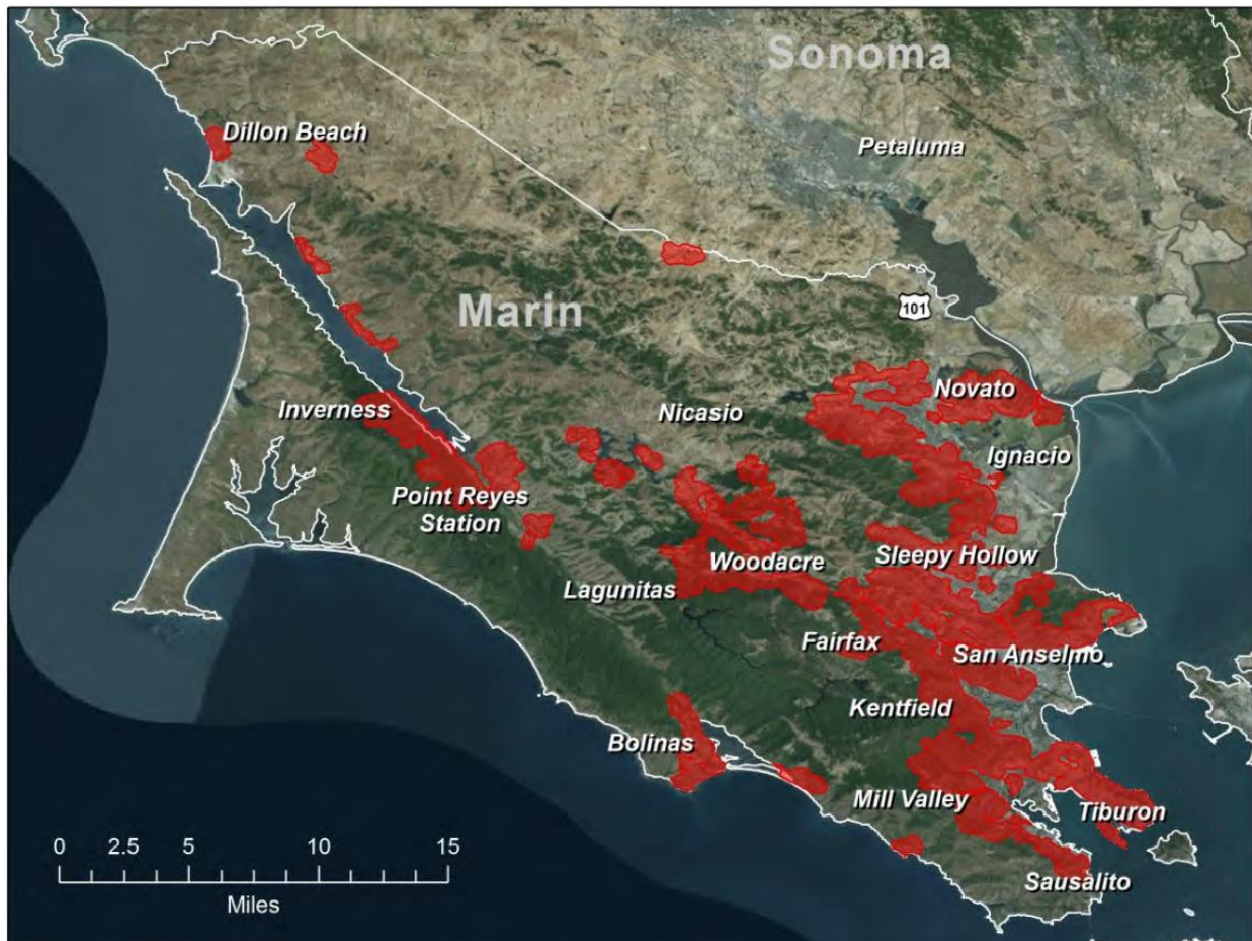 Sonoma
Dillon Beach
Petaluma
Marin
101
Inverness
Nicasio
Novato
Ignacio
Point Reyes
Station
Woodacre
Sleepy Hollow
Lagunitas
Fairfax
San Anselmo
Kentfield
Bolinas
Mill Valley
Tiburon
Sausalito
0 2.5 5 10 15
Miles